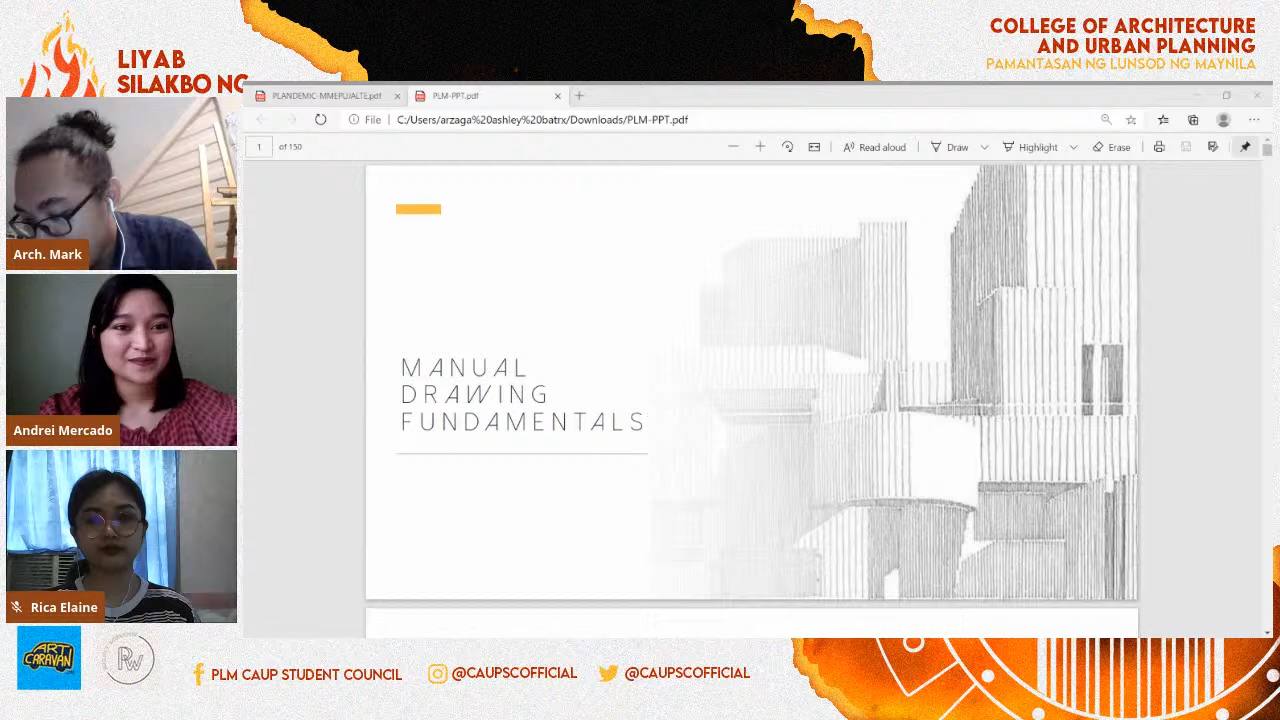 LIYAB
SILAKBO NG
COLLEGE OF ARCHITECTURE
AND URBAN PLANNING
PAMANTASAN NG LUNSOD NG MAYNILA
PLANDEMIC-MMEPIJALTE.pdf
PLM-PPT.pdf
File
C:/Users/arzaga%20ashley%20batrx/Downloads/PLM-PPT.pdf
1 of 150
Read aloud
Draw
Highlight
Erase
MANUAL
DRAWING
FUNDAMENTALS
Arch. Mark
Andrei Mercado
Rica Elaine
ART
CARAVAN
PW
PLM CAUP STUDENT COUNCIL
@CAUPSCOFFICIAL
@CAUPSCOFFICIAL